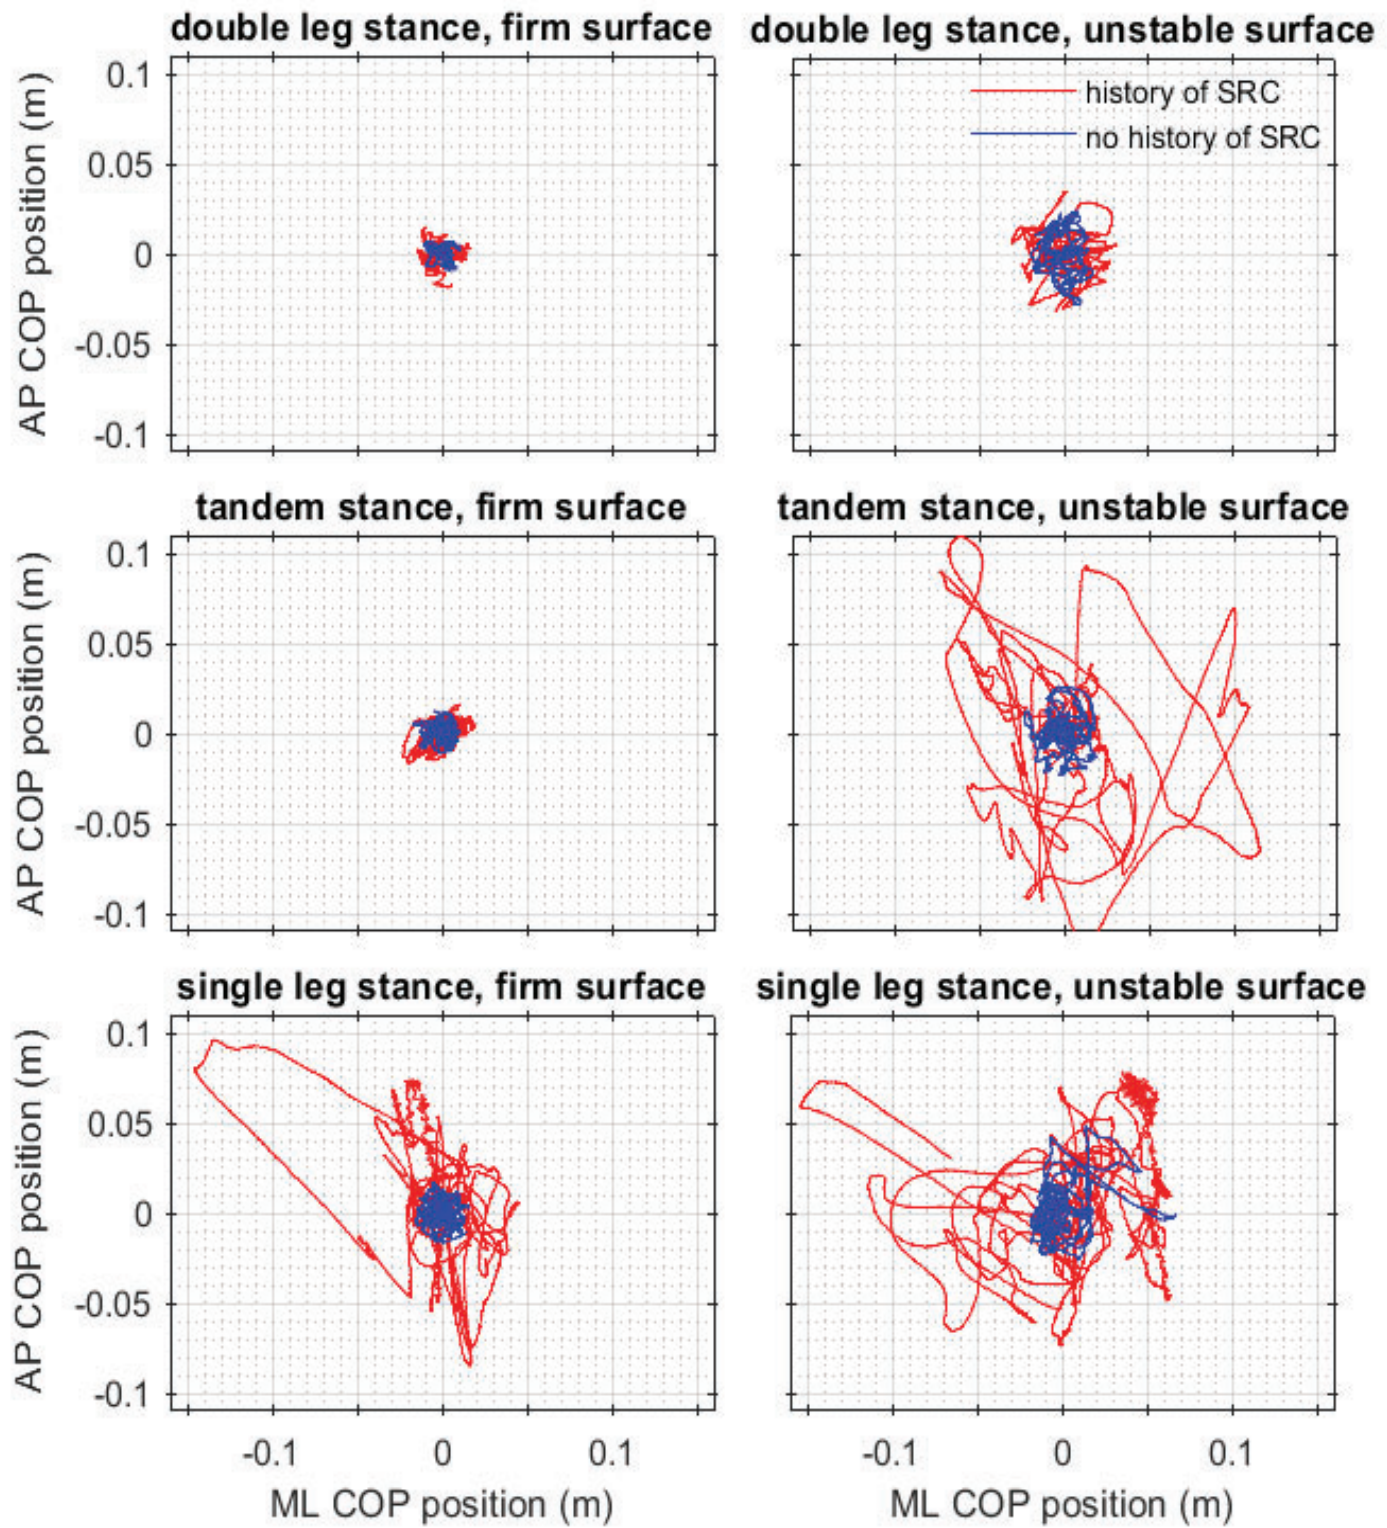 double leg stance, firm surface
double leg stance, unstable surface
AP COP position (m)
0.1
0.05
0
-0.05
-0.1
history of SRC
no history of SRC
tandem stance, firm surface
tandem stance, unstable surface
AP COP position (m)
0.1
0.05
0
-0.05
-0.1
single leg stance, firm surface
single leg stance, unstable surface
AP COP position (m)
0.1
0.05
0
-0.05
-0.1
-0.1 0 0.1
-0.1 0 0.1
ML COP position (m)
ML COP position (m)